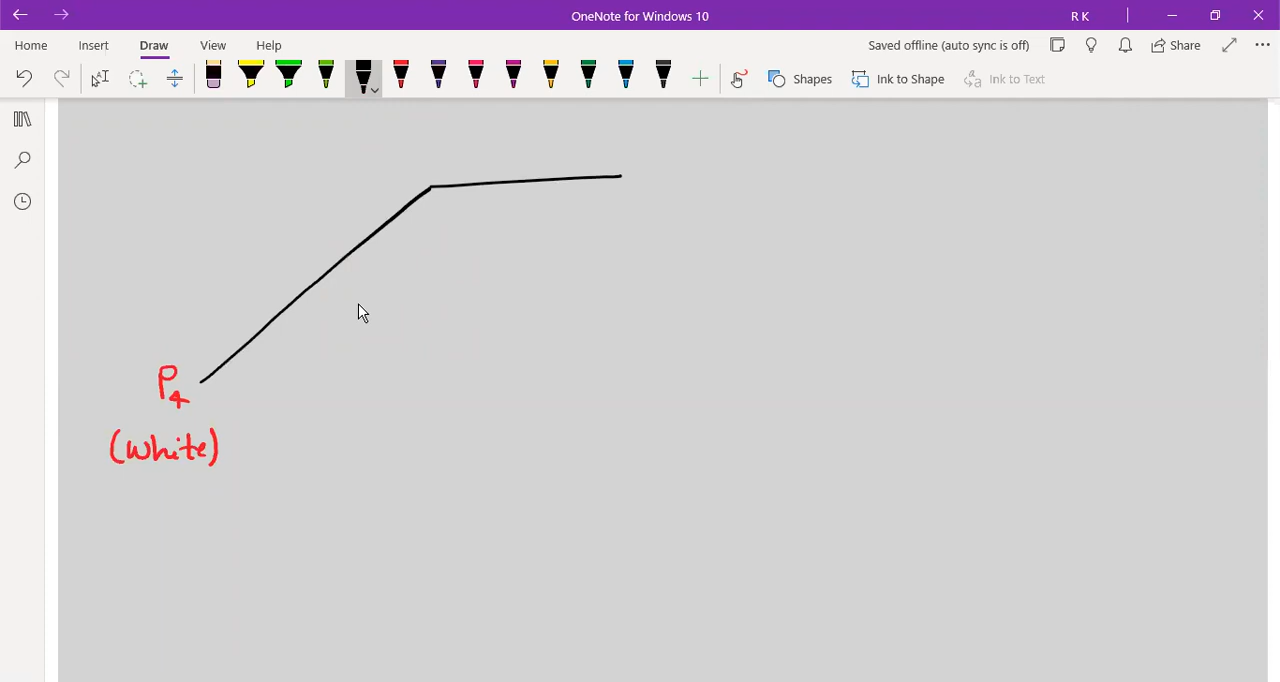 OneNote for Windows 10
R K
Home Insert Draw View Help
Saved offline (auto sync is off)
Share
Shapes
Ink to Shape
Ink to Text
P₄
(White)